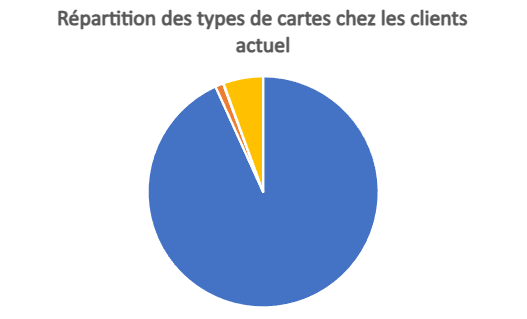 Répartition des types de cartes chez les clients
actuel